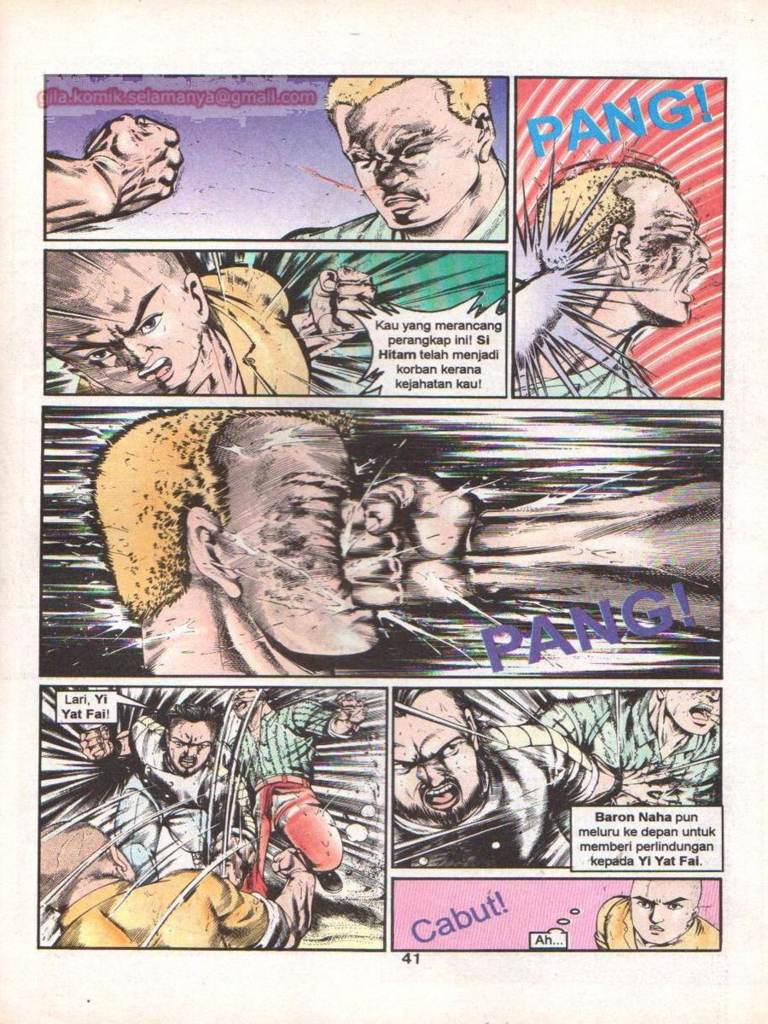 gila.komik.selamanya@gmail.com
PANG!
Kau yang merancang
perangkap ini! Si
Hitam telah menjadi
korban kerana
kejahatan kau!
PANG!
Lari, Yi
Yat Fai!
Baron Naha pun
meluru ke depan untuk
memberi perlindungan
kepada Yi Yat Fai.
Cabut!
Ah...
41